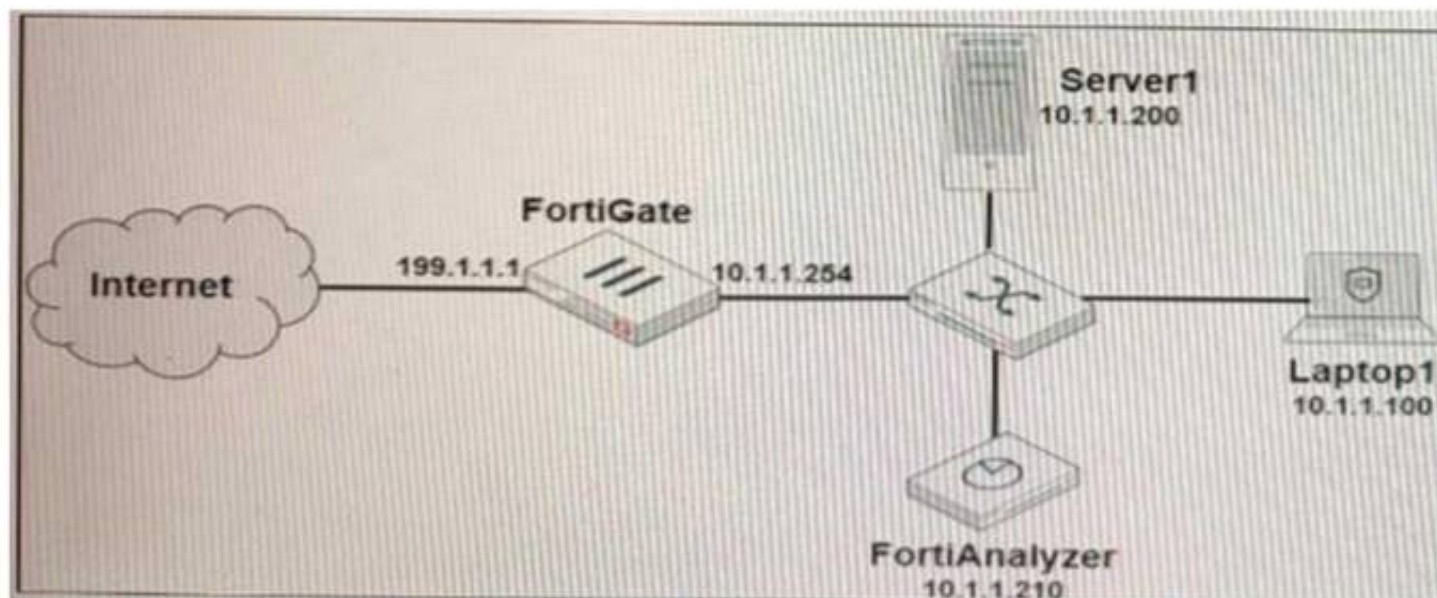 Server1
10.1.1.200
FortiGate
Internet
199.1.1.1
10.1.1.254
Laptop1
10.1.1.100
FortiAnalyzer
10.1.1.210